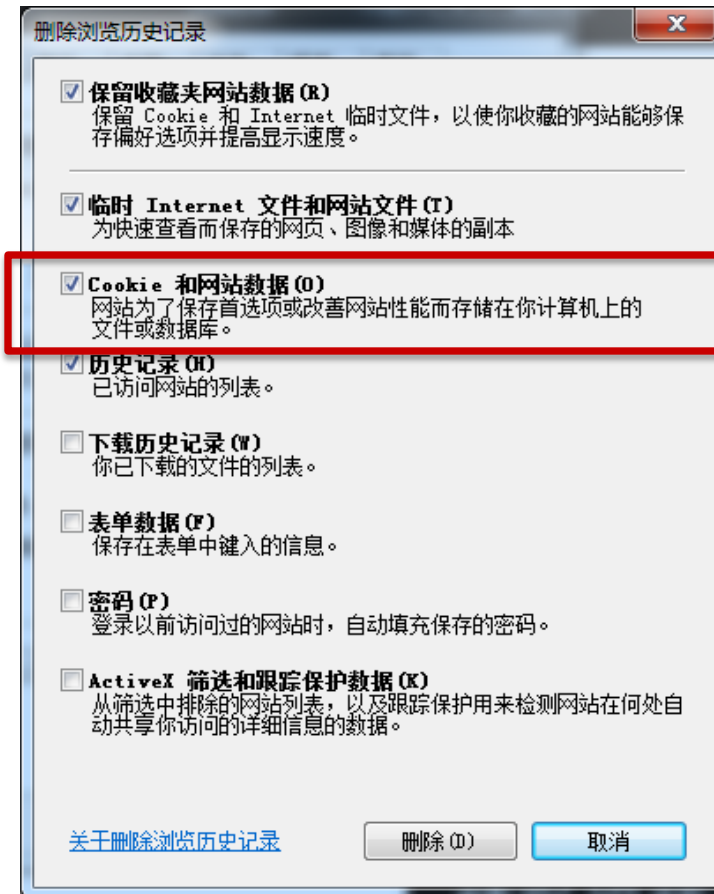 删除浏览历史记录
保留收藏夹网站数据(R)
保留 Cookie 和 Internet 临时文件，以使你收藏的网站能够保
存偏好选项并提高显示速度。
临时 Internet 文件和网站文件(T)
为快速查看而保存的网页、图像和媒体的副本
Cookie 和网站数据(O)
网站为了保存首选项或改善网站性能而存储在你计算机上的
文件或数据库。
历史记录(H)
已访问网站的列表。
下载历史记录(W)
你已下载的文件的列表。
表单数据(F)
保存在表单中键入的信息。
密码(P)
登录以前访问过的网站时，自动填充保存的密码。
ActiveX 筛选和跟踪保护数据(K)
从筛选中排除的网站列表，以及跟踪保护用来检测网站在何处自
动共享你访问的详细信息的数据。
关于删除浏览历史记录
删除(D)
取消